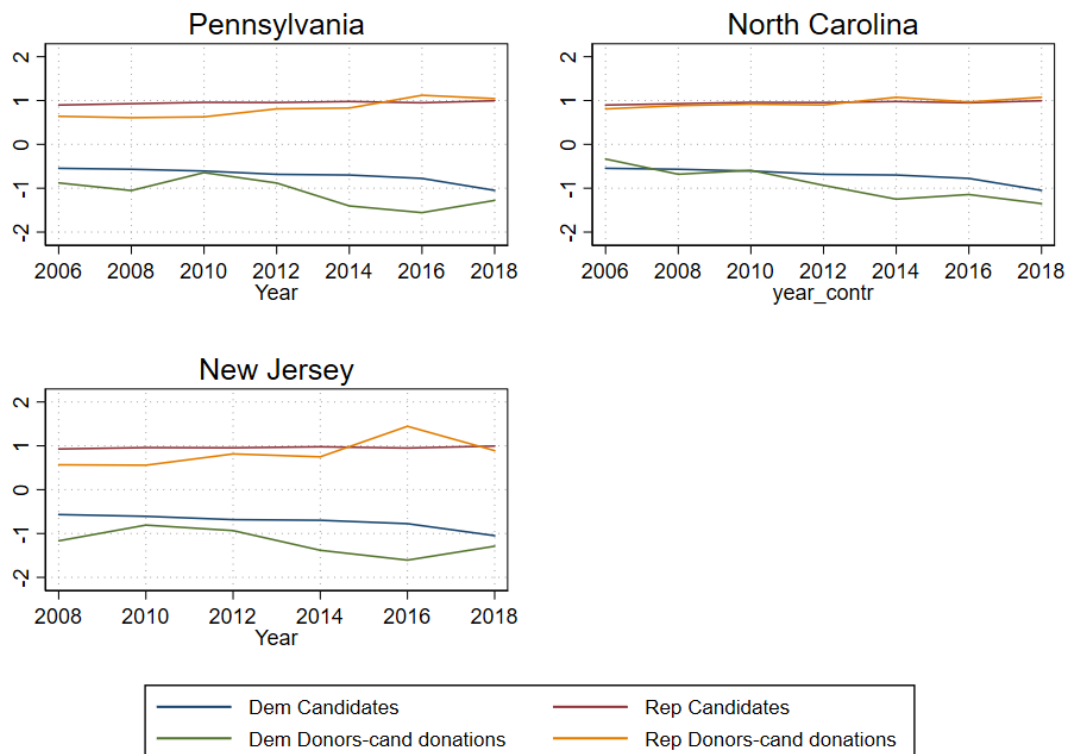 Pennsylvania
2
1
0
-1
-2
2006 2008 2010 2012 2014 2016 2018
Year
North Carolina
2
1
0
-1
-2
2006 2008 2010 2012 2014 2016 2018
year_contr
New Jersey
2
1
0
-1
-2
2008 2010 2012 2014 2016 2018
Year
Dem Candidates Rep Candidates
Dem Donors-cand donations Rep Donors-cand donations